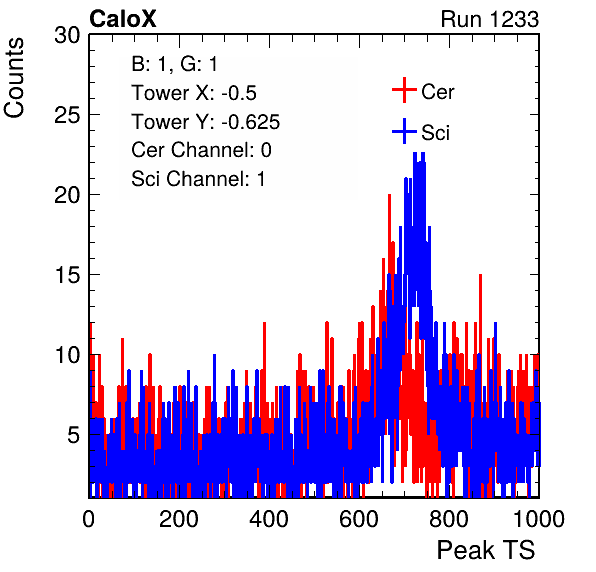 CaloX Run 1233
Counts
30
25
20
15
10
5
B: 1, G: 1
Tower X: -0.5
Tower Y: -0.625
Cer Channel: 0
Sci Channel: 1
Cer
Sci
0 200 400 600 800 1000
Peak TS